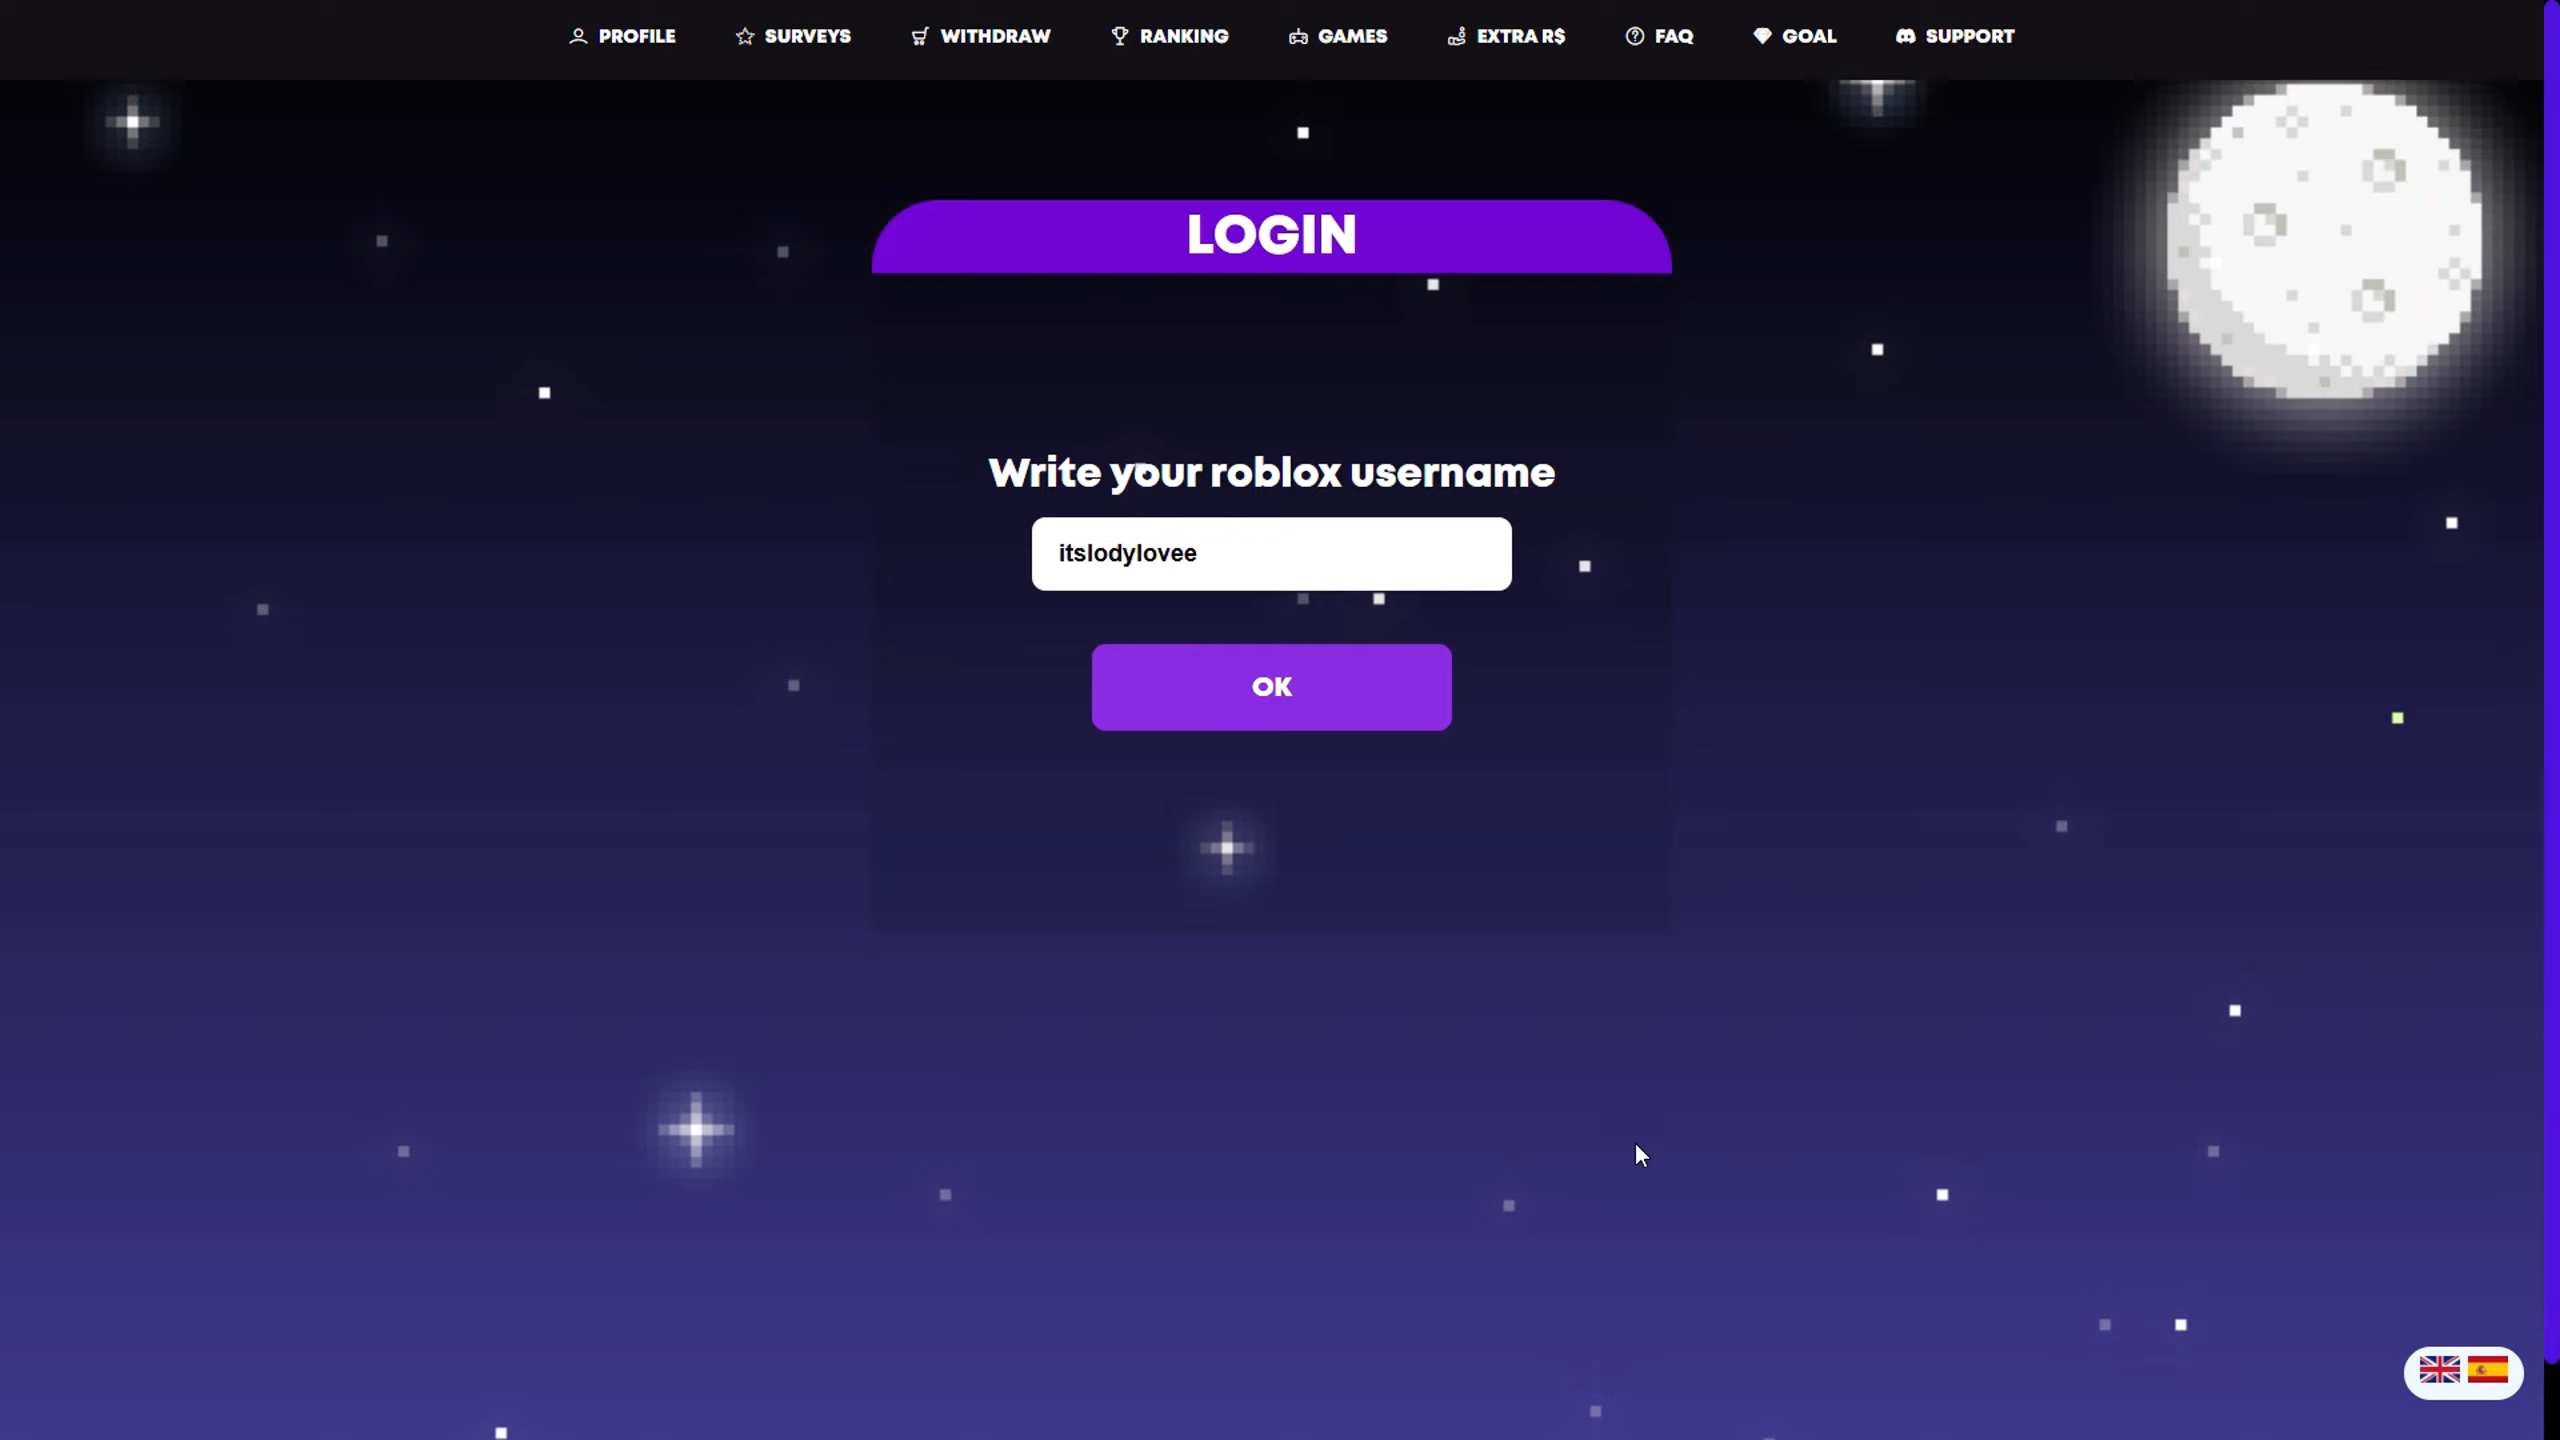 PROFILE SURVEYS WITHDRAW RANKING GAMES EXTRA R$ FAQ GOAL SUPPORT
LOGIN
Write your roblox username
itslodylovee
OK